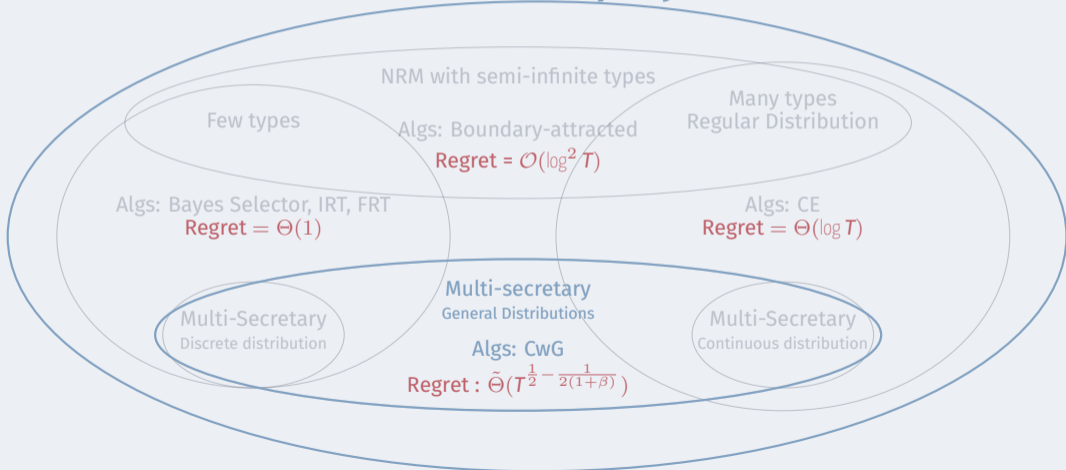 NRM with semi-infinite types
Few types
Many types
Regular Distribution
Algs: Boundary-attracted
Regret = 𝒪(log² T)
Algs: Bayes Selector, IRT, FRT
Regret = Θ(1)
Algs: CE
Regret = Θ(log T)
Multi-secretary
General Distributions
Multi-Secretary
Discrete distribution
Multi-Secretary
Continuous distribution
Algs: CwG
Regret : Θ̃(T^{1/2 − 1/(2(1+β))})